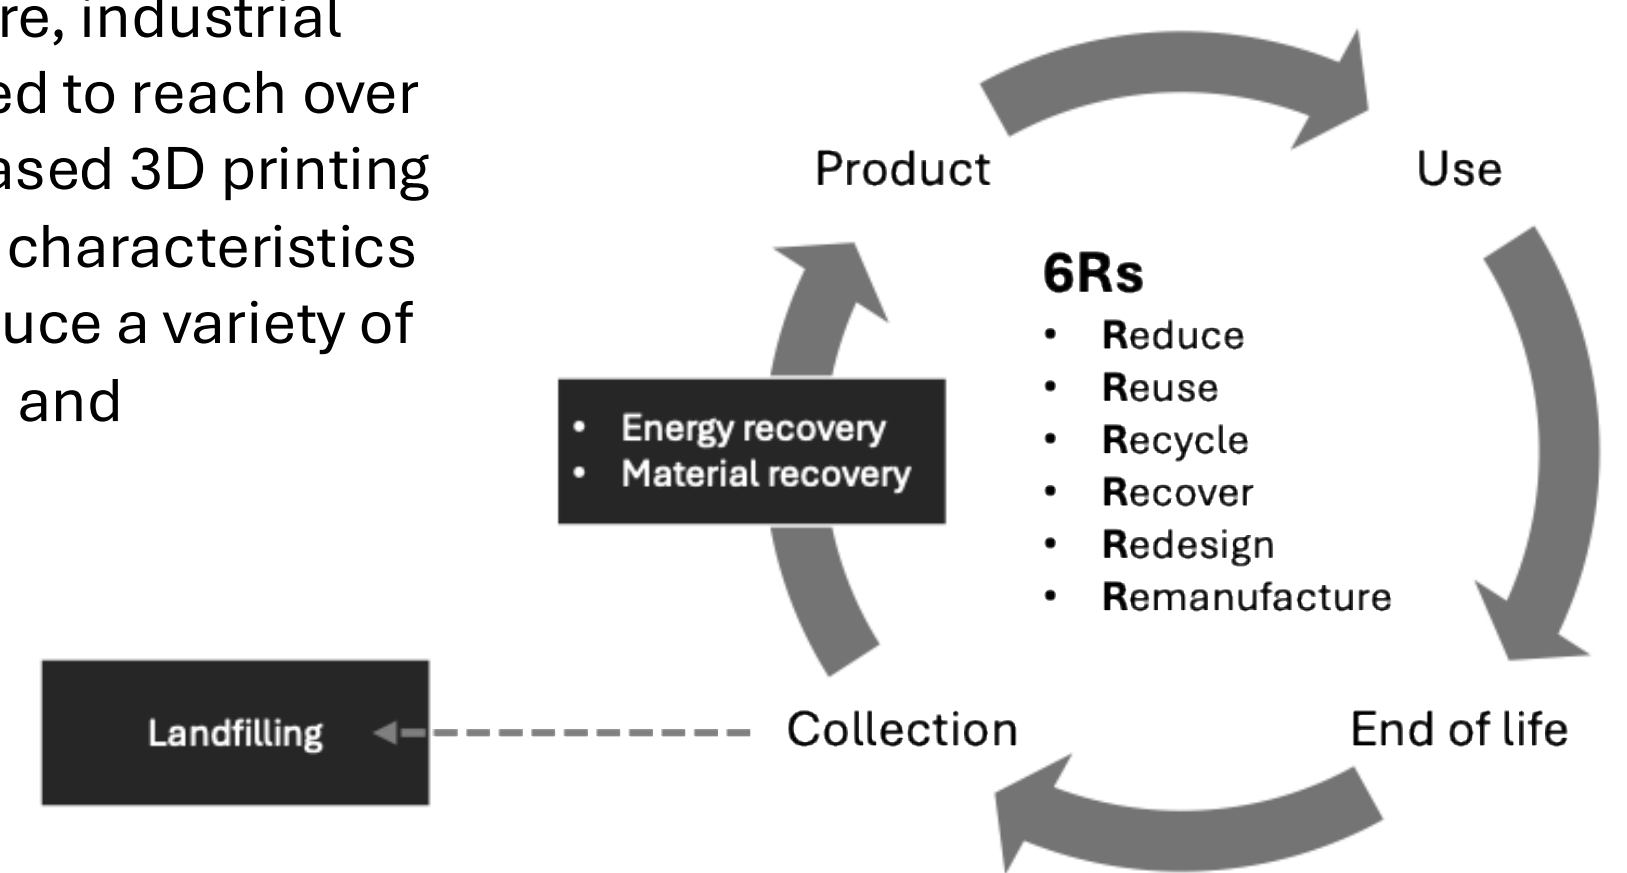 re, industrial
ed to reach over
ased 3D printing
characteristics
uce a variety of
and
Product
Use
6Rs
• Reduce
• Reuse
• Recycle
• Recover
• Redesign
• Remanufacture
• Energy recovery
• Material recovery
Landfilling
Collection
End of life